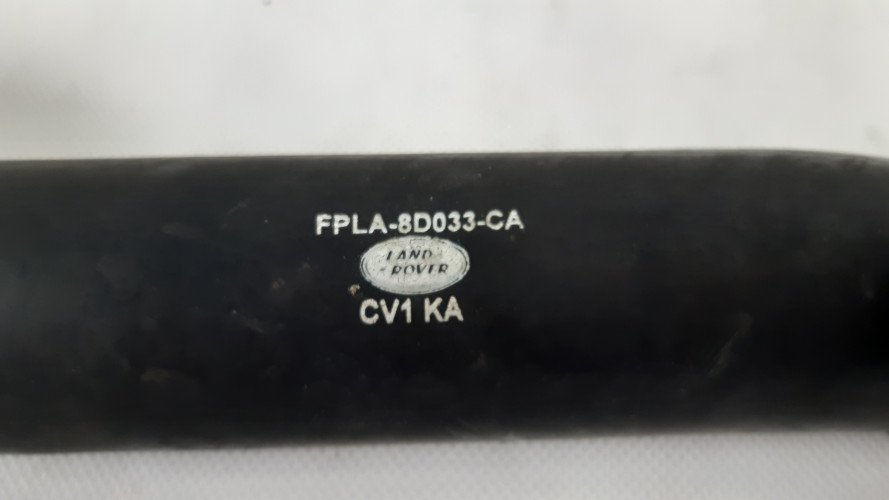 FPLA-8D033-CA
LAND
ROVER
CV1 KA